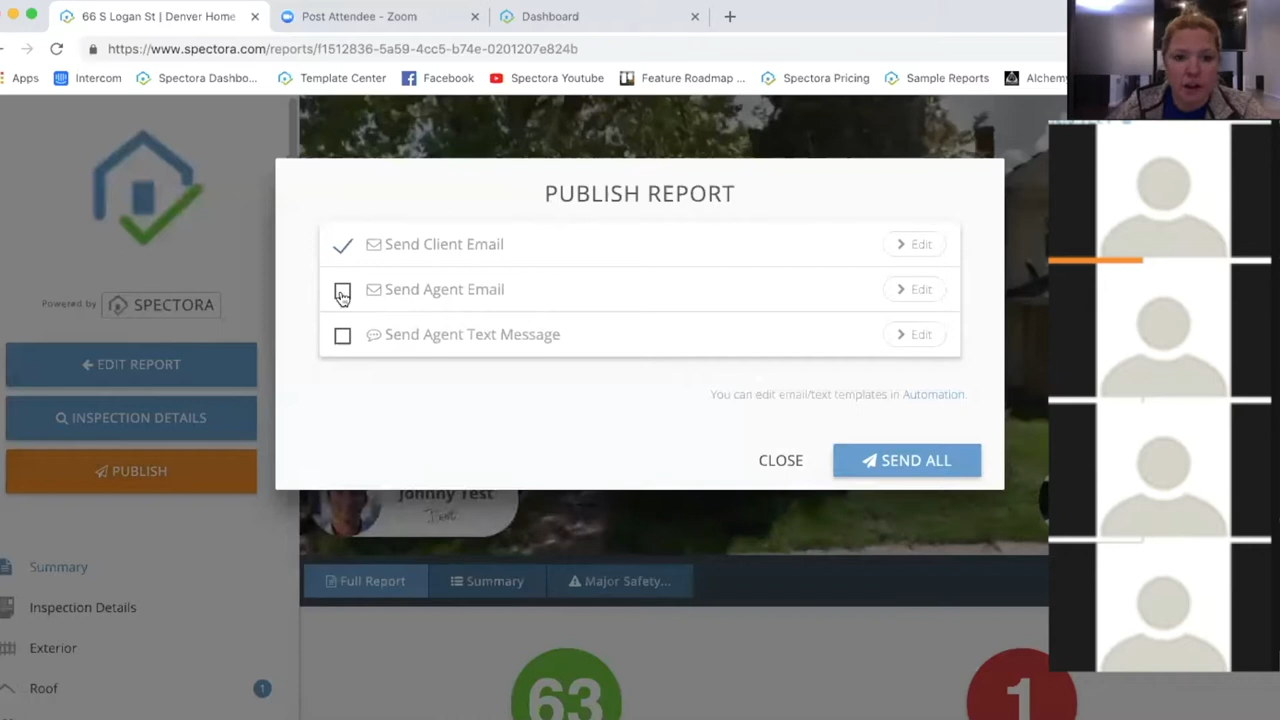 66 S Logan St | Denver Home
Post Attendee - Zoom
Dashboard
https://www.spectora.com/reports/f1512836-5a59-4cc5-b74e-0201207e824b
Apps
Intercom
Spectora Dashbo...
Template Center
Facebook
Spectora Youtube
Feature Roadmap ...
Spectora Pricing
Sample Reports
Alchem
PUBLISH REPORT
Send Client Email
Edit
Send Agent Email
Edit
Send Agent Text Message
Edit
You can edit email/text templates in Automation.
CLOSE
SEND ALL
Powered by SPECTORA
EDIT REPORT
INSPECTION DETAILS
PUBLISH
Johnny Test
Summary
Inspection Details
Exterior
Roof
1
Full Report
Summary
Major Safety...
63
1